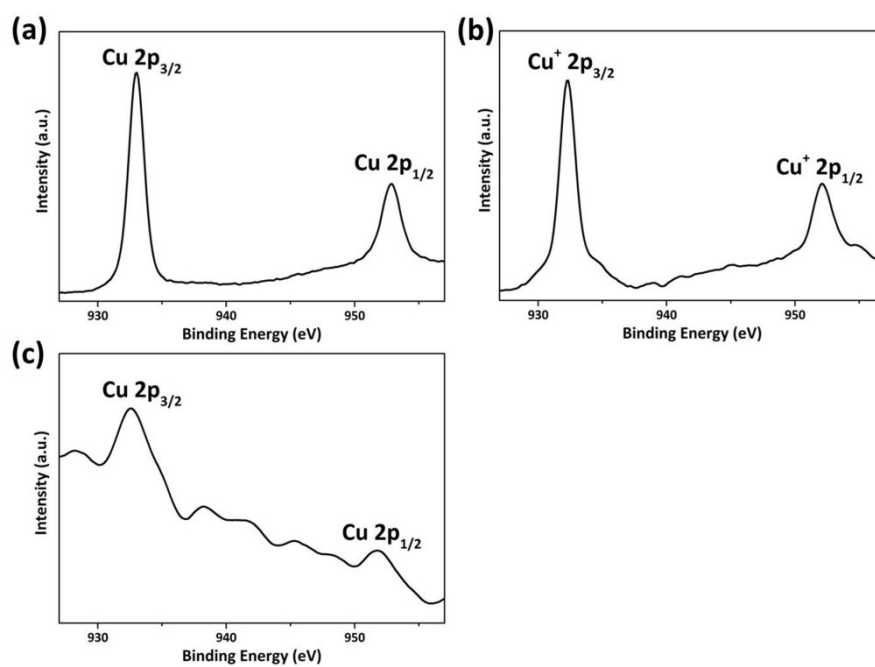 (a)
Cu 2p3/2
Cu 2p1/2
Intensity (a.u.)
930 940 950
Binding Energy (eV)
(b)
Cu+ 2p3/2
Cu+ 2p1/2
Intensity (a.u.)
930 940 950
Binding Energy (eV)
(c)
Cu 2p3/2
Cu 2p1/2
Intensity (a.u.)
930 940 950
Binding Energy (eV)